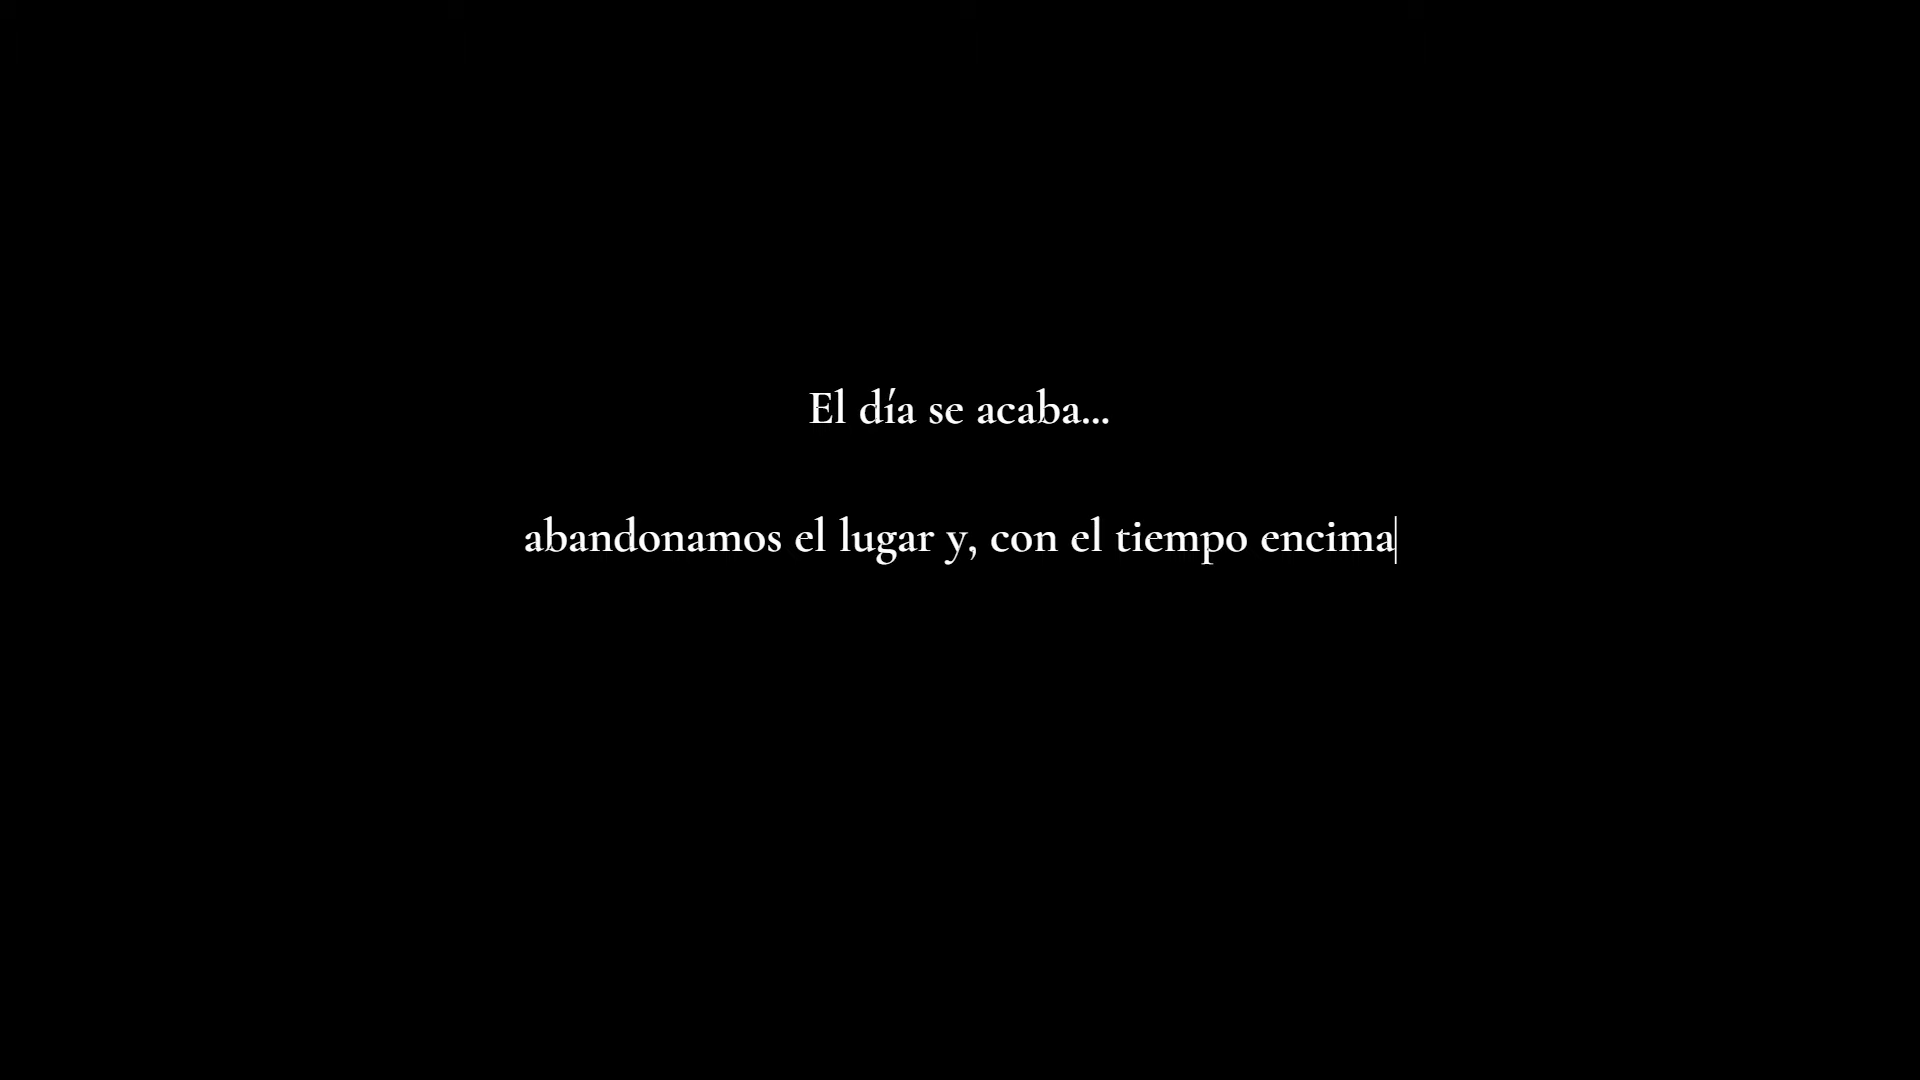 El día se acaba...
abandonamos el lugar y, con el tiempo encima